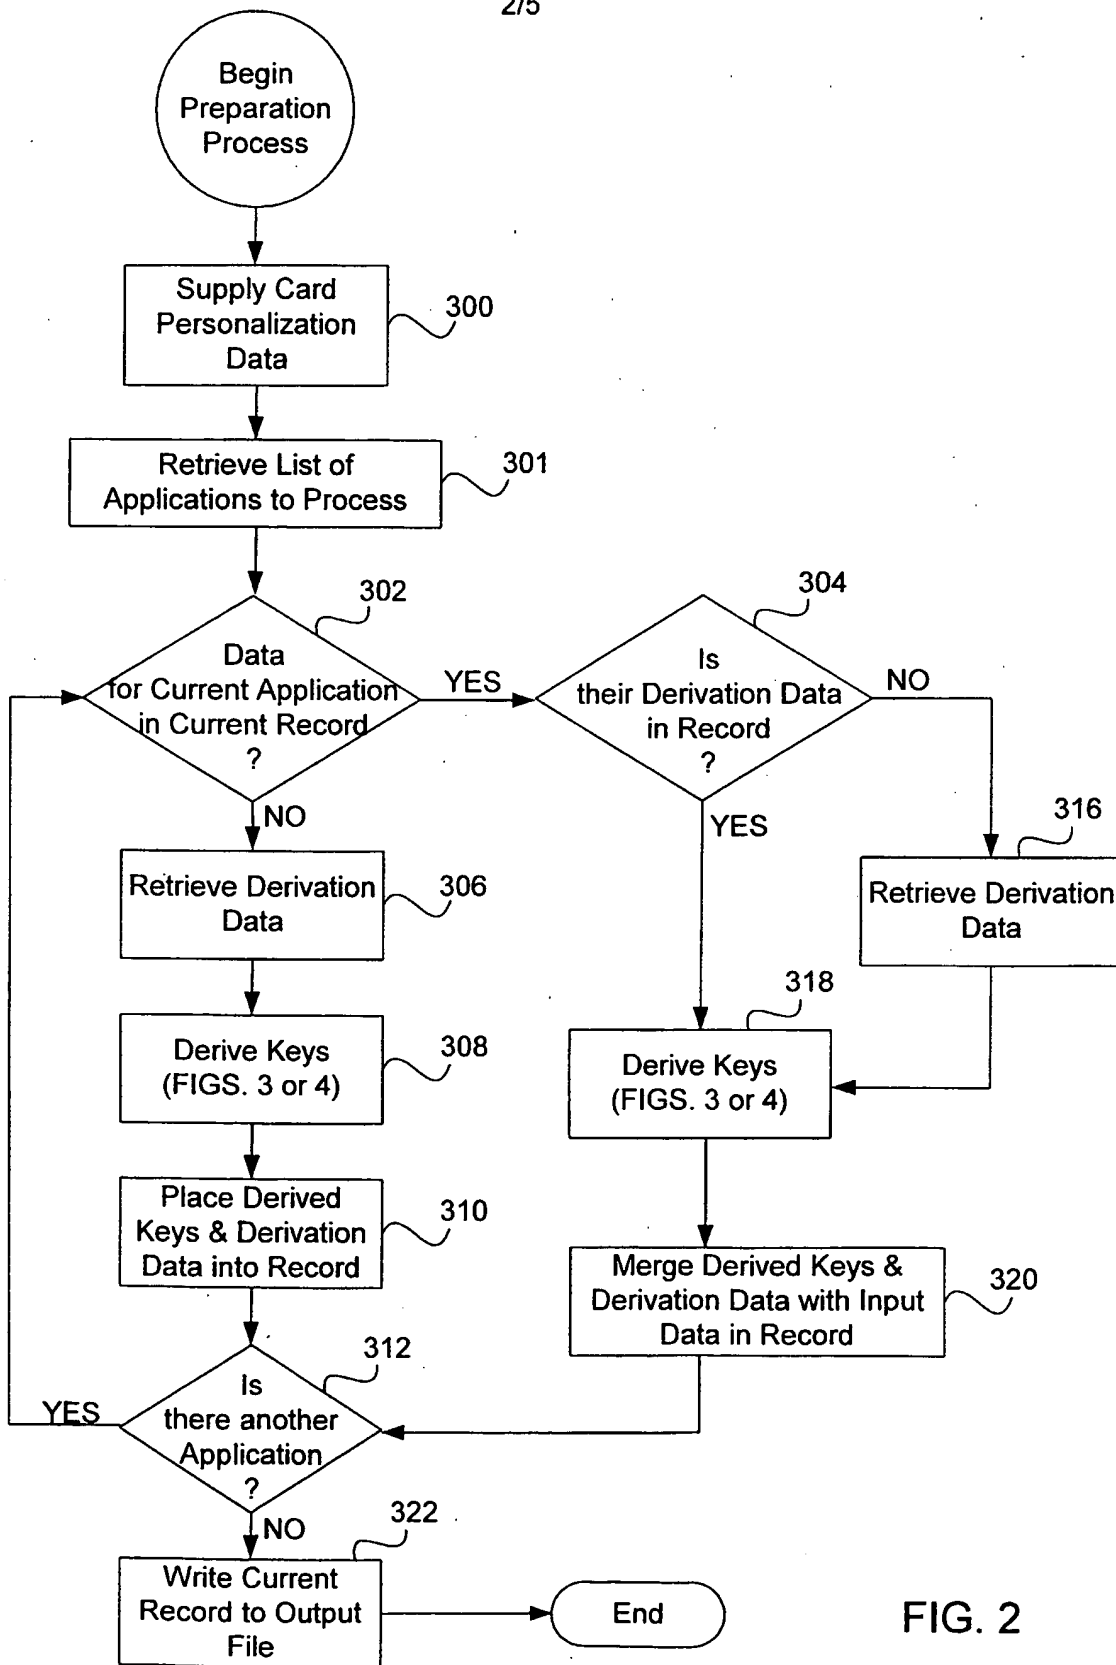 2/5
Begin
Preparation
Process
Supply Card
Personalization
Data
300
Retrieve List of
Applications to Process
301
302
Data
for Current Application
in Current Record
?
YES
304
Is
their Derivation Data
in Record
?
NO
NO
YES
316
Retrieve Derivation
Data
306
Retrieve Derivation
Data
318
Derive Keys
(FIGS. 3 or 4)
308
Derive Keys
(FIGS. 3 or 4)
Place Derived
Keys & Derivation
Data into Record
310
Merge Derived Keys &
Derivation Data with Input
Data in Record
320
312
Is
there another
Application
?
YES
NO
322
Write Current
Record to Output
File
End
FIG. 2